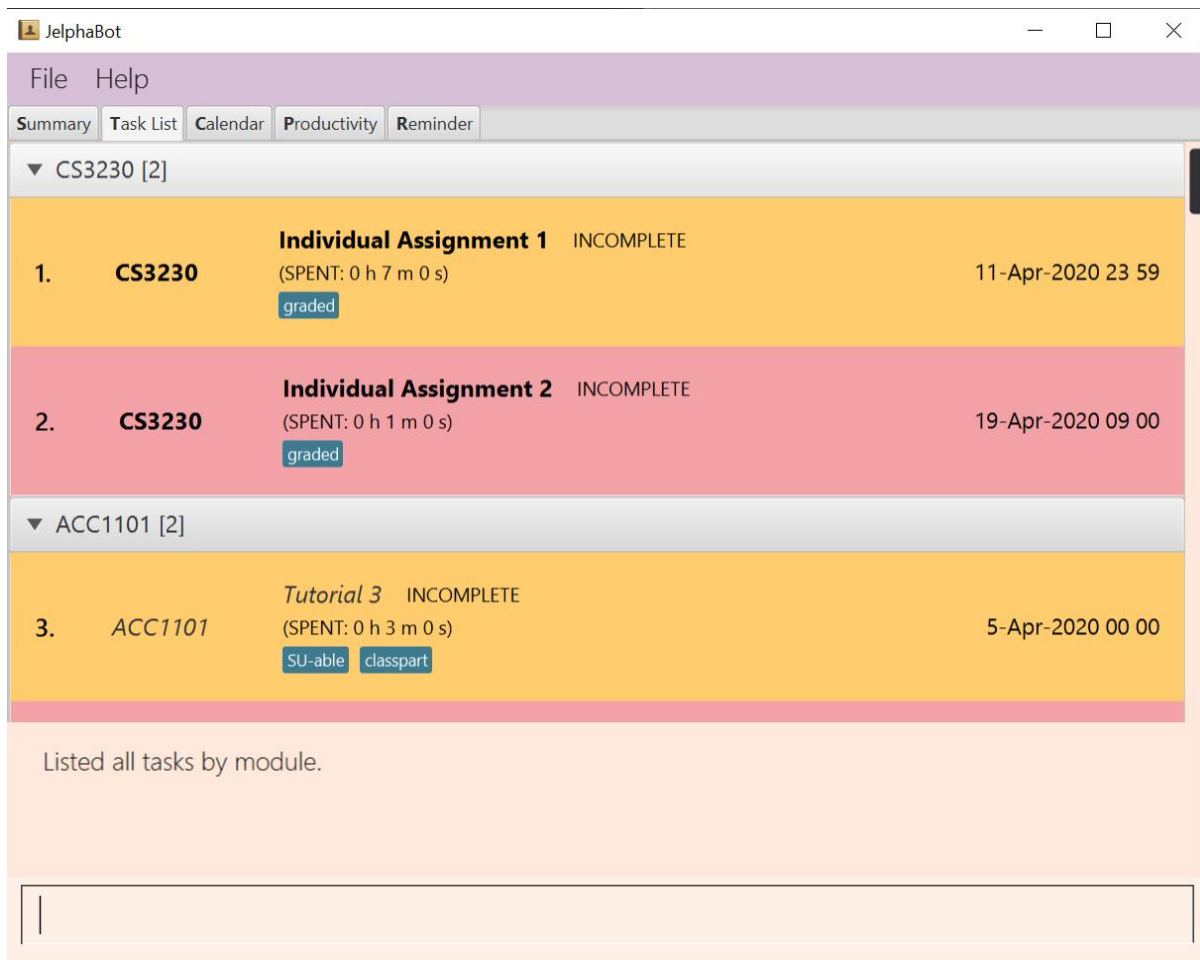 JelphaBot
File Help
Summary Task List Calendar Productivity Reminder
CS3230 [2]
Individual Assignment 1 INCOMPLETE
1. CS3230 (SPENT: 0 h 7 m 0 s) 11-Apr-2020 23 59
graded
Individual Assignment 2 INCOMPLETE
2. CS3230 (SPENT: 0 h 1 m 0 s) 19-Apr-2020 09 00
graded
ACC1101 [2]
Tutorial 3 INCOMPLETE
3. ACC1101 (SPENT: 0 h 3 m 0 s) 5-Apr-2020 00 00
SU-able classpart
Listed all tasks by module.